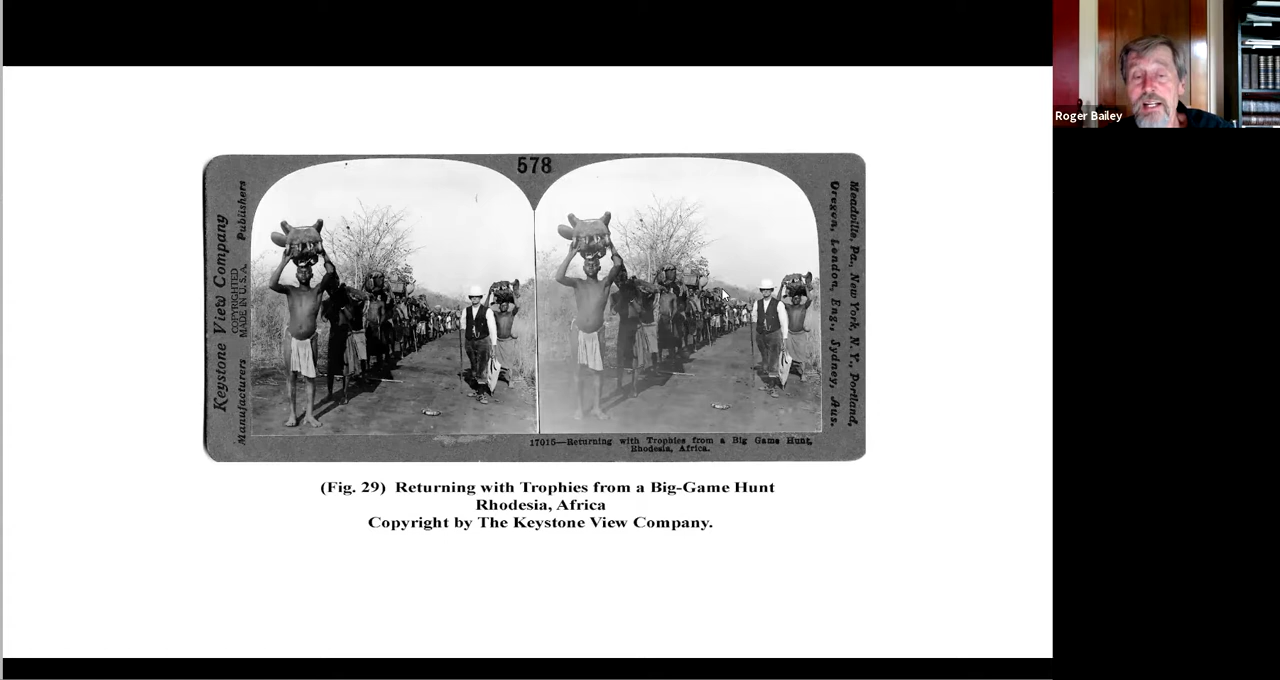 Roger Bailey
578
Keystone View Company
Manufacturers Publishers
COPYRIGHTED
MADE IN U.S.A.
Meadville, Pa., New York, N.Y., Portland,
Oregon, London, Eng., Sydney, Aus.
17015—Returning with Trophies from a Big Game Hunt,
Rhodesia, Africa.
(Fig. 29) Returning with Trophies from a Big-Game Hunt
Rhodesia, Africa
Copyright by The Keystone View Company.